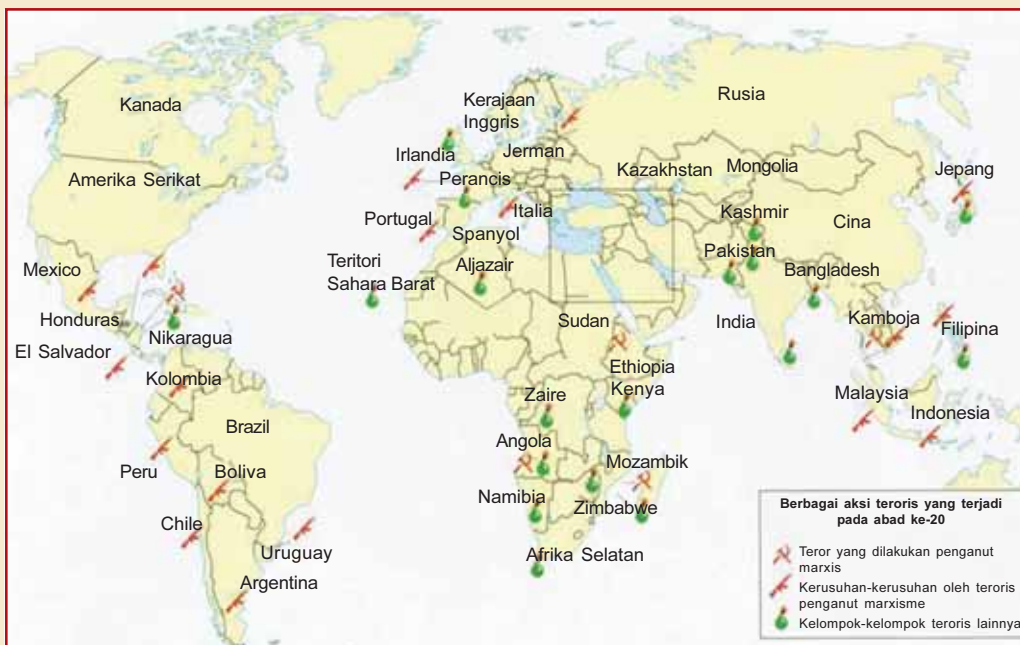 Kanada
Amerika Serikat
Mexico
Honduras
El Salvador
Nikaragua
Kolombia
Brazil
Peru
Boliva
Chile
Uruguay
Argentina
Kerajaan
Inggris
Irlandia
Jerman
Perancis
Portugal
Italia
Spanyol
Teritori
Sahara Barat
Aljazair
Sudan
Ethiopia
Kenya
Zaire
Angola
Mozambik
Namibia
Zimbabwe
Afrika Selatan
Rusia
Kazakhstan
Mongolia
Jepang
Kashmir
Cina
Pakistan
Bangladesh
India
Kamboja
Filipina
Malaysia
Indonesia
Berbagai aksi teroris yang terjadi
pada abad ke-20
Teror yang dilakukan penganut
marxis
Kerusuhan-kerusuhan oleh teroris
penganut marxisme
Kelompok-kelompok teroris lainnya